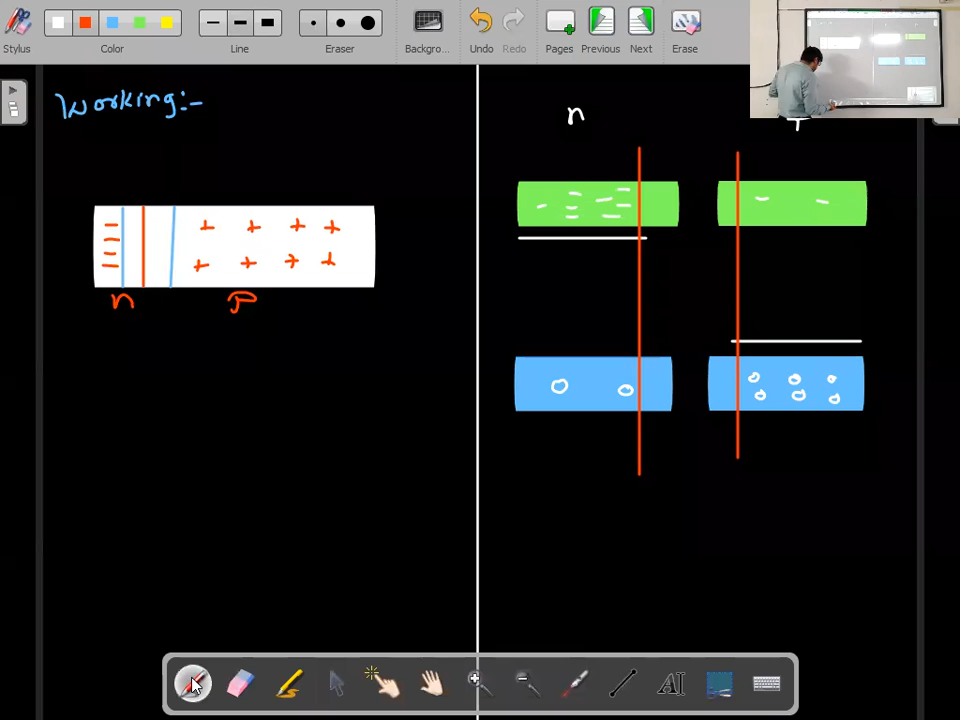 Stylus
Color
Line
Eraser
Backgro...
Undo
Redo
Pages
Previous
Next
Erase
Working:-
n
n
P